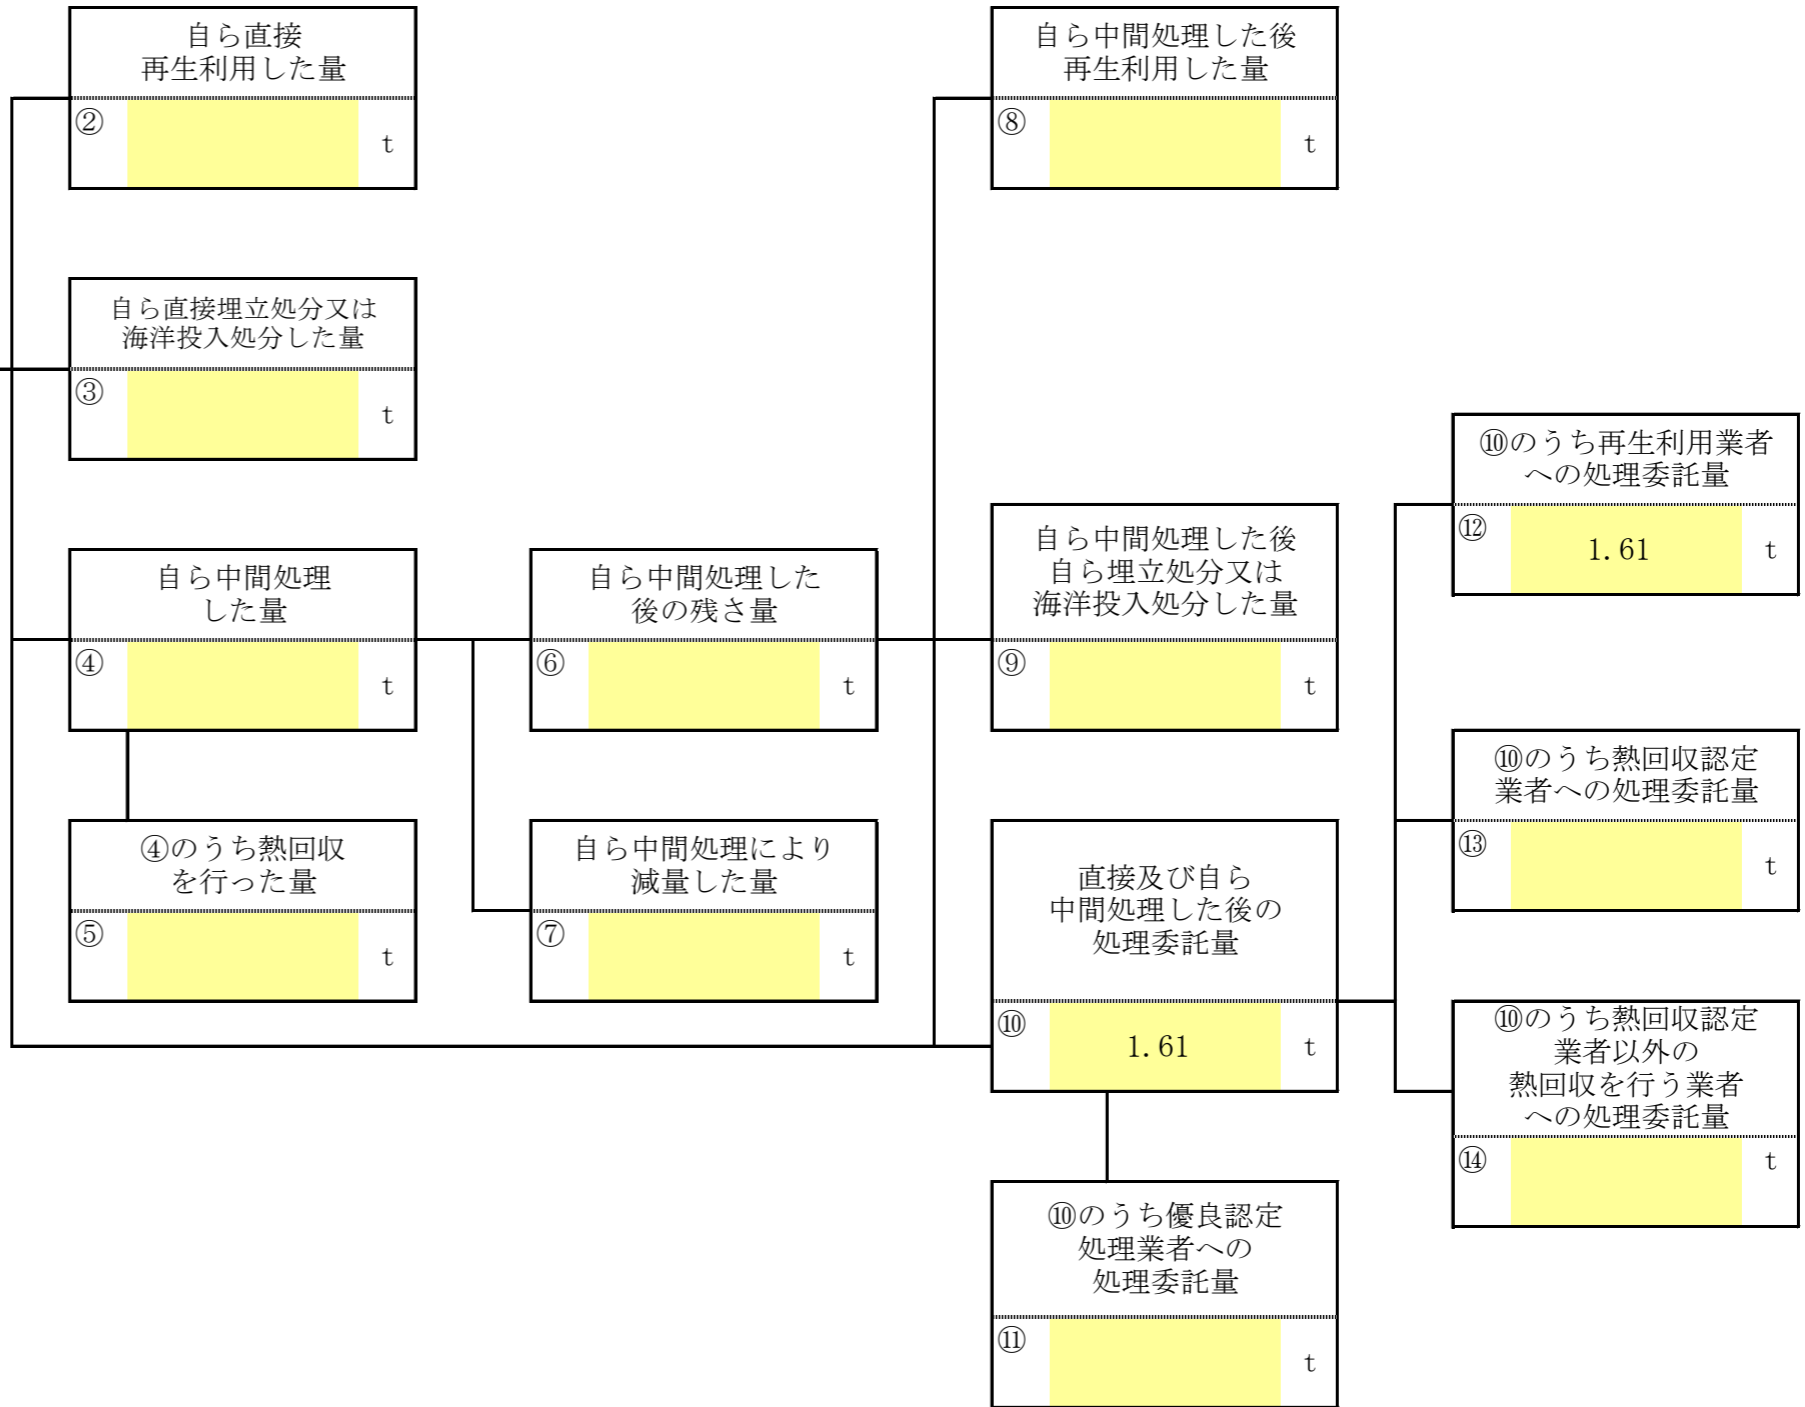 自ら直接
再生利用した量
②
t
自ら中間処理した後
再生利用した量
⑧
t
自ら直接埋立処分又は
海洋投入処分した量
③
t
⑩のうち再生利用業者
への処理委託量
⑫
1.61
t
自ら中間処理
した量
④
t
自ら中間処理した
後の残さ量
⑥
t
自ら中間処理した後
自ら埋立処分又は
海洋投入処分した量
⑨
t
⑩のうち熱回収認定
業者への処理委託量
⑬
t
④のうち熱回収
を行った量
⑤
t
自ら中間処理により
減量した量
⑦
t
直接及び自ら
中間処理した後の
処理委託量
⑩
1.61
t
⑩のうち熱回収認定
業者以外の
熱回収を行う業者
への処理委託量
⑭
t
⑩のうち優良認定
処理業者への
処理委託量
⑪
t